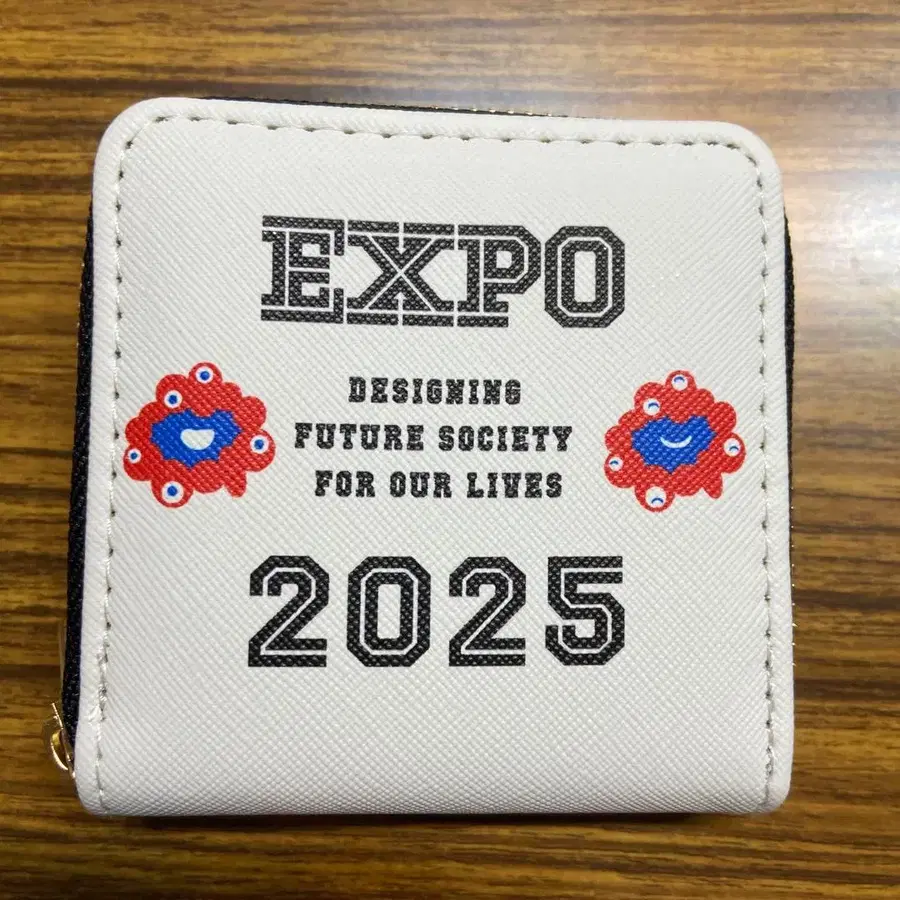 EXPO
DESIGNING
FUTURE SOCIETY
FOR OUR LIVES
2025